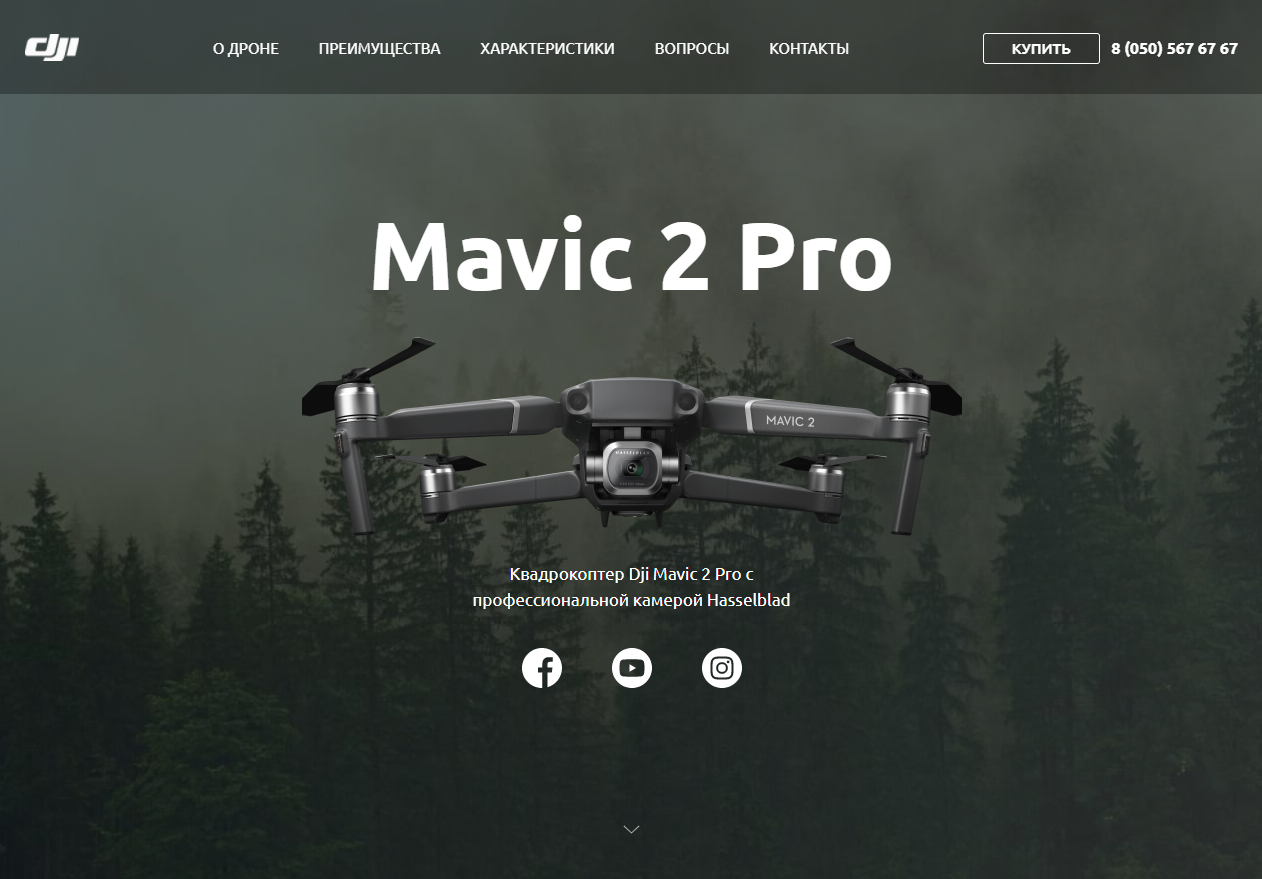 dji
О ДРОНЕ
ПРЕИМУЩЕСТВА
ХАРАКТЕРИСТИКИ
ВОПРОСЫ
КОНТАКТЫ
КУПИТЬ
8 (050) 567 67 67
Mavic 2 Pro
MAVIC 2
HASSELBLAD
Квадрокоптер Dji Mavic 2 Pro с
профессиональной камерой Hasselblad